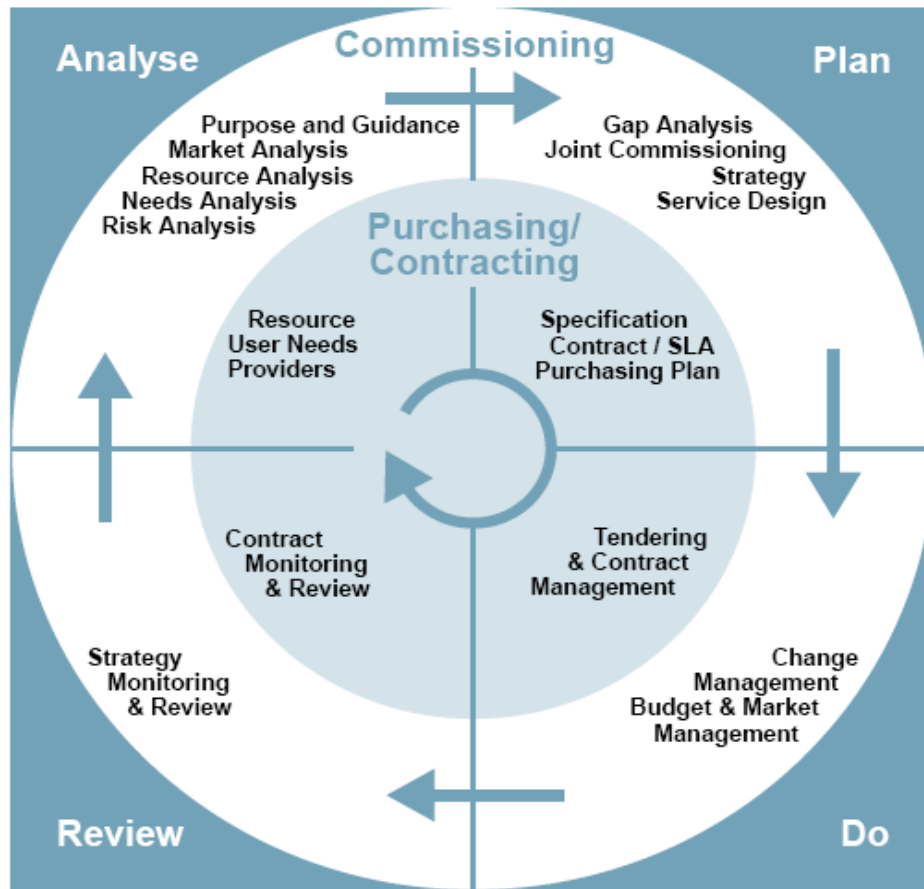 Analyse
Commissioning
Plan
Purpose and Guidance
Market Analysis
Resource Analysis
Needs Analysis
Risk Analysis
Gap Analysis
Joint Commissioning
Strategy
Service Design
Purchasing/
Contracting
Resource
User Needs
Providers
Specification
Contract / SLA
Purchasing Plan
Contract
Monitoring
& Review
Tendering
& Contract
Management
Strategy
Monitoring
& Review
Change
Management
Budget & Market
Management
Review
Do